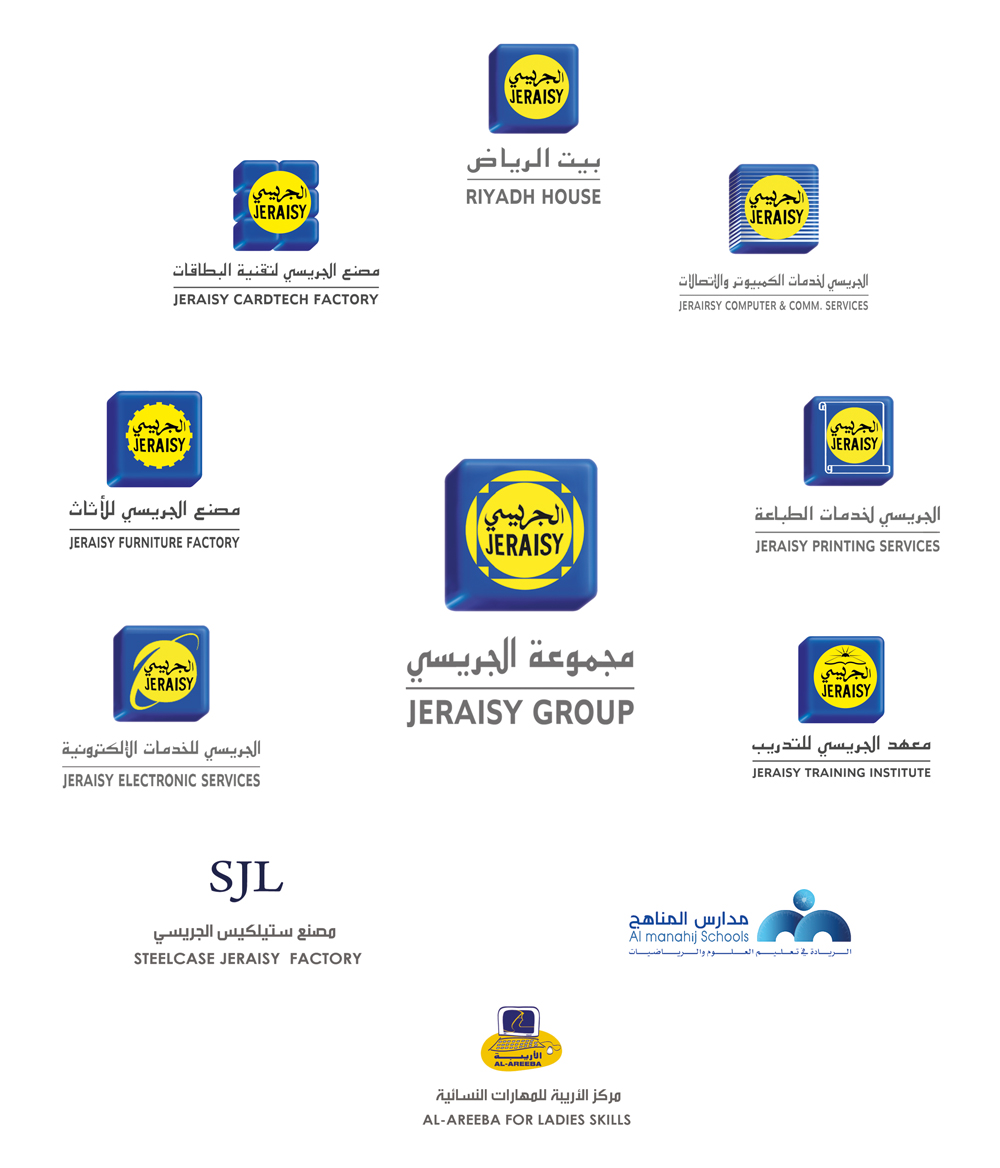 الجريسي
JERAISY
بيت الرياض
RIYADH HOUSE
الجريسي
JERAISY
مصنع الجريسي لتقنية البطاقات
JERAISY CARDTECH FACTORY
الجريسي
JERAISY
الجريسي لخدمات الكمبيوتر والاتصالات
JERAIRSY COMPUTER & COMM. SERVICES
الجريسي
JERAISY
مصنع الجريسي للأثاث
JERAISY FURNITURE FACTORY
الجريسي
JERAISY
الجريسي لخدمات الطباعة
JERAISY PRINTING SERVICES
الجريسي
JERAISY
مجموعة الجريسي
JERAISY GROUP
الجريسي
JERAISY
الجريسي للخدمات الإلكترونية
JERAISY ELECTRONIC SERVICES
الجريسي
JERAISY
معهد الجريسي للتدريب
JERAISY TRAINING INSTITUTE
SJL
مصنع ستيلكيس الجريسي
STEELCASE JERAISY FACTORY
مدارس المناهج
Al manahij Schools
الريادة في تعليم العلوم والرياضيات
الأريبة
AL-AREEBA
مركز الأريبة للمهارات النسائية
AL-AREEBA FOR LADIES SKILLS